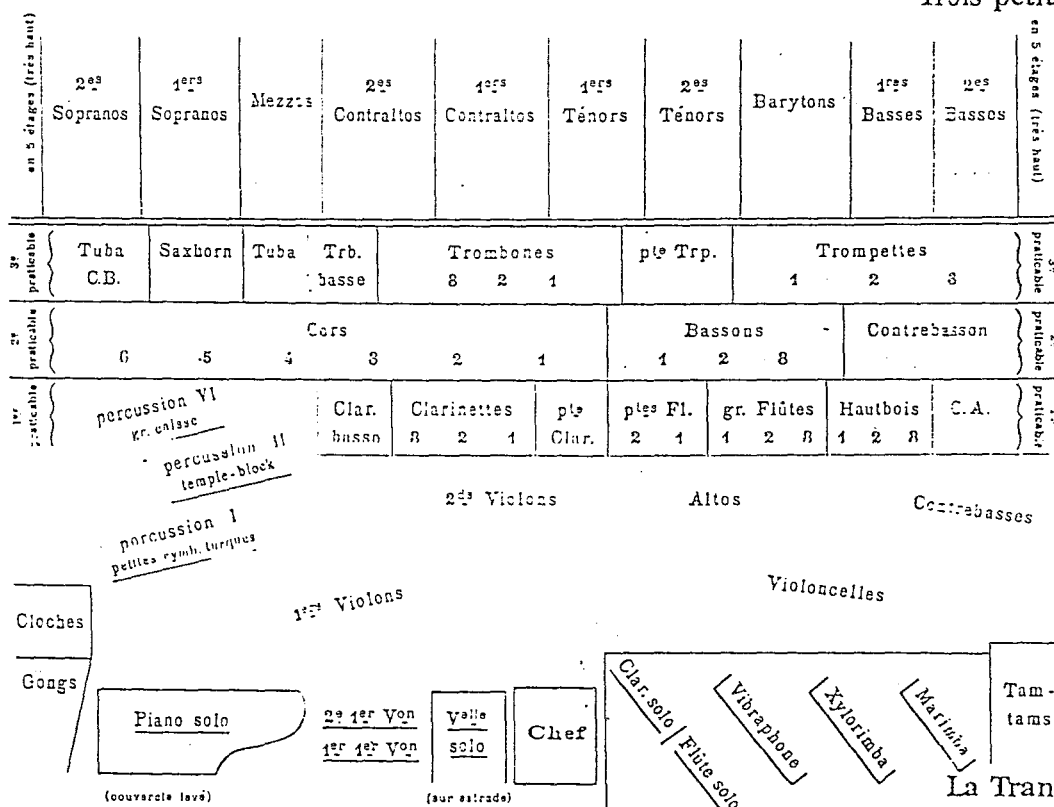 Trois petit
en 5 étages (très haut)
2es Sopranos
1ers Sopranos
Mezzos
2es Contraltos
1ers Contraltos
1ers Ténors
2es Ténors
Barytons
1res Basses
2es Basses
en 5 étages (très haut)
3e praticable
Tuba C.B.
Saxhorn
Tuba
Trb. basse
Trombones
3 2 1
pte Trp.
Trompettes
1 2 3
3e praticable
2e praticable
Cors
6 5 4 3 2 1
Bassons
1 2 3
Contrebasson
2e praticable
1er praticable
percussion VI
gr. caisse
percussion II
temple-block
percussion I
petites cymb. turques
Clar. basse
Clarinettes
3 2 1
pte Clar.
ptes Fl.
2 1
gr. Flûtes
1 2 3
Hautbois
1 2 3
C.A.
praticable
2ds Violons
Altos
Contrebasses
1ers Violons
Violoncelles
Cloches
Gongs
Piano solo
(couvercle levé)
2e 1er Von
1er 1er Von
Velle solo
(sur estrade)
Chef
Clar. solo
Flûte solo
Vibraphone
Xylorimba
Marimba
Tam-
tams
La Tran